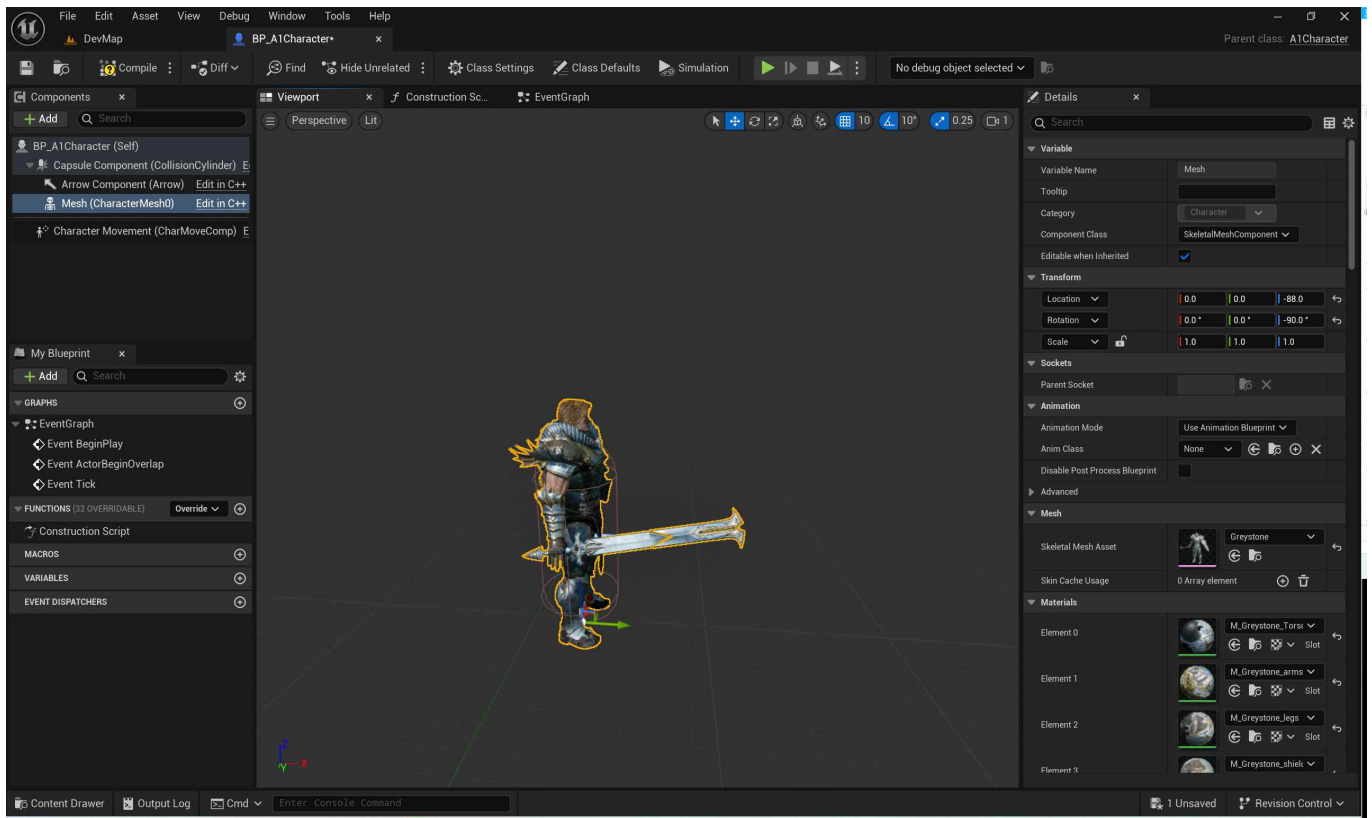 File Edit Asset View Debug Window Tools Help
DevMap
BP_A1Character•
Parent class: A1Character
Compile
Diff
Find
Hide Unrelated
Class Settings
Class Defaults
Simulation
No debug object selected
Components
Viewport
Construction Sc...
EventGraph
Details
Add
Search
Perspective
Lit
10
10°
0.25
1
Search
BP_A1Character (Self)
Capsule Component (CollisionCylinder) E
Arrow Component (Arrow) Edit in C++
Mesh (CharacterMesh0) Edit in C++
Character Movement (CharMoveComp) E
My Blueprint
Add
Search
GRAPHS
EventGraph
Event BeginPlay
Event ActorBeginOverlap
Event Tick
FUNCTIONS (32 OVERRIDABLE) Override
Construction Script
MACROS
VARIABLES
EVENT DISPATCHERS
Z
X
Y
Variable
Variable Name Mesh
Tooltip
Category Character
Component Class SkeletalMeshComponent
Editable when Inherited
Transform
Location 0.0 0.0 -88.0
Rotation 0.0° 0.0° -90.0°
Scale 1.0 1.0 1.0
Sockets
Parent Socket
Animation
Animation Mode Use Animation Blueprint
Anim Class None
Disable Post Process Blueprint
Advanced
Mesh
Skeletal Mesh Asset Greystone
Skin Cache Usage 0 Array element
Materials
Element 0 M_Greystone_Torso
Slot
Element 1 M_Greystone_arms
Slot
Element 2 M_Greystone_legs
Slot
Element 3 M_Greystone_shiel
Content Drawer
Output Log
Cmd
Enter Console Command
1 Unsaved
Revision Control